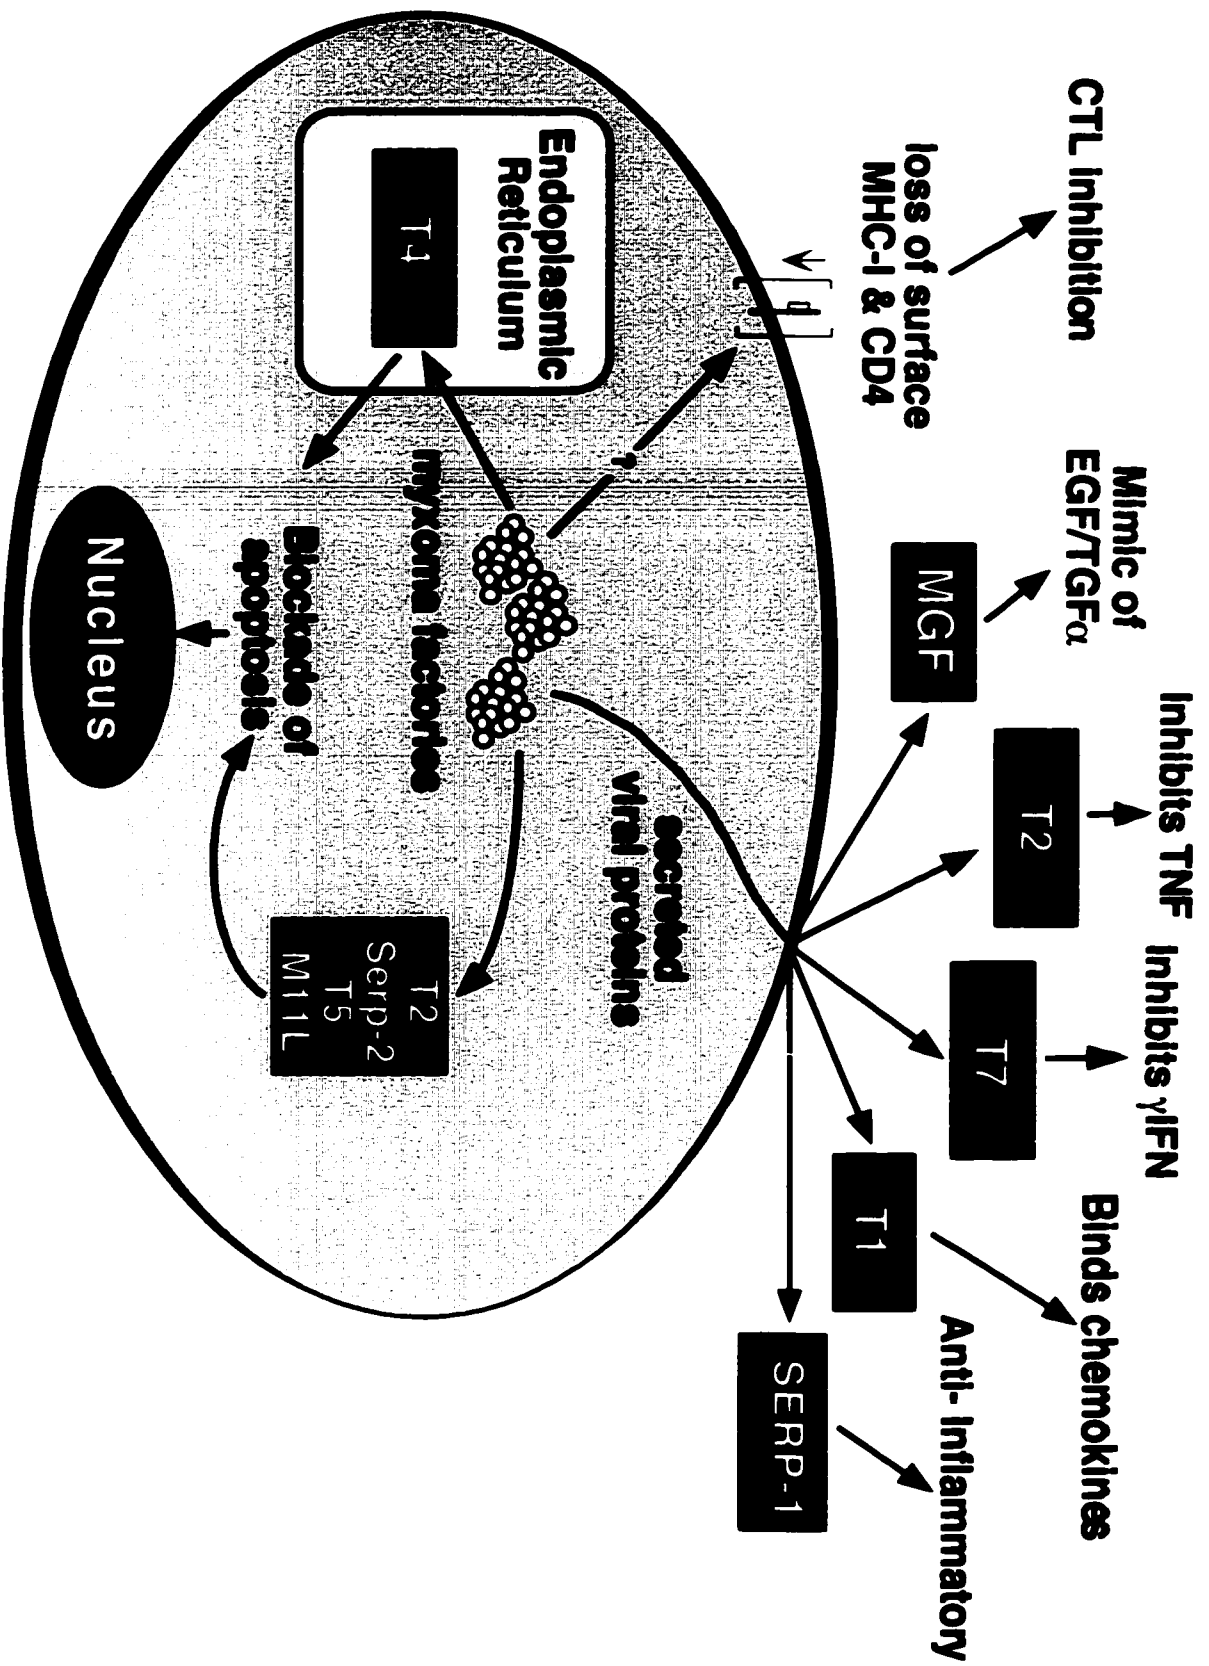 CTL inhibition
loss of surface
MHC-I & CD4
Mimic of
EGF/TGFα
MGF
Inhibits TNF
T2
Inhibits γIFN
T7
Binds chemokines
T1
Anti- Inflammatory
SERP-1
?
Secreted
viral proteins
Endoplasmic
Reticulum
T4
myxoma factories
Blockade of
apoptosis
T2
Serp-2
T5
M11L
Nucleus